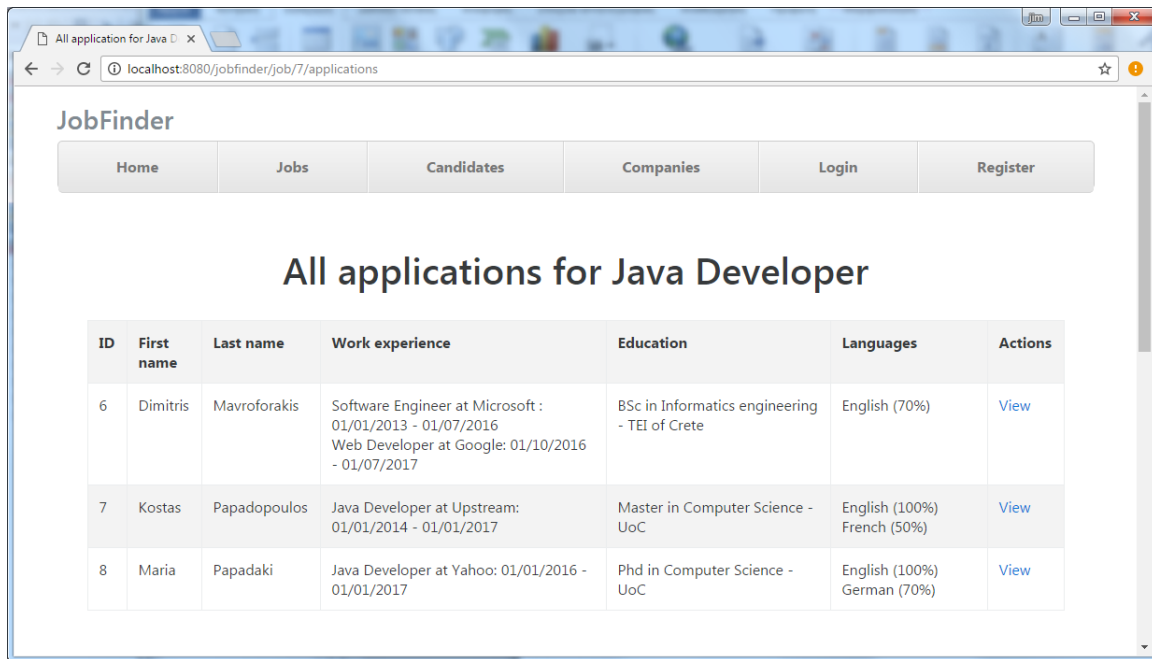 Jim
All application for Java D
localhost:8080/jobfinder/job/7/applications
JobFinder
Home Jobs Candidates Companies Login Register
All applications for Java Developer
ID First name Last name Work experience Education Languages Actions
6 Dimitris Mavroforakis Software Engineer at Microsoft : BSc in Informatics engineering English (70%) View
01/01/2013 - 01/07/2016 - TEI of Crete
Web Developer at Google: 01/10/2016
- 01/07/2017
7 Kostas Papadopoulos Java Developer at Upstream: Master in Computer Science - English (100%) View
01/01/2014 - 01/01/2017 UoC French (50%)
8 Maria Papadaki Java Developer at Yahoo: 01/01/2016 - Phd in Computer Science - English (100%) View
01/01/2017 UoC German (70%)